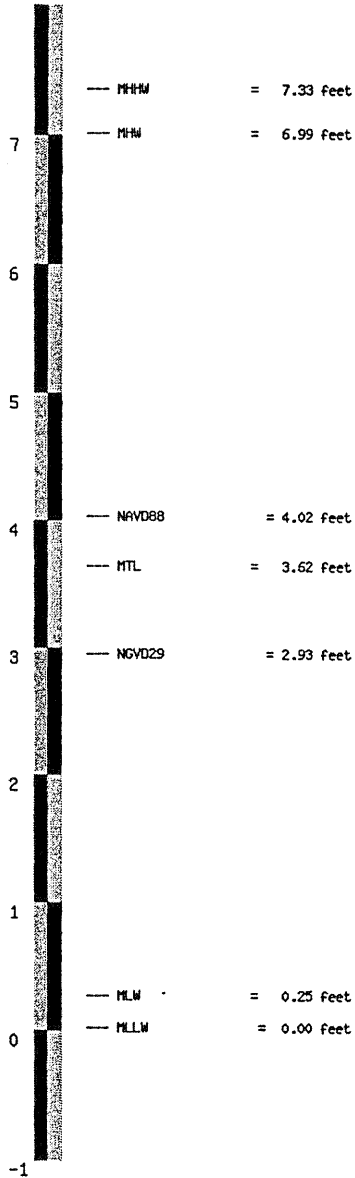 MHHW = 7.33 feet
MHW = 6.99 feet
7
6
5
NAVD88 = 4.02 feet
4
MTL = 3.62 feet
NGVD29 = 2.93 feet
3
2
1
MLW = 0.25 feet
MLLW = 0.00 feet
0
-1